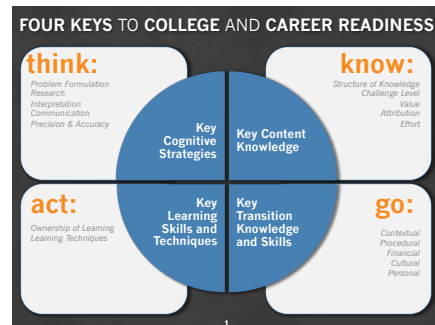 FOUR KEYS TO COLLEGE AND CAREER READINESS
think:
Problem Formulation
Research
Interpretation
Communication
Precision & Accuracy
Key
Cognitive
Strategies
know:
Structure of Knowledge
Challenge Level
Value
Attribution
Effort
Key Content
Knowledge
act:
Ownership of Learning
Learning Techniques
Key
Learning
Skills and
Techniques
go:
Contextual
Procedural
Financial
Cultural
Personal
Key
Transition
Knowledge
and Skills
1